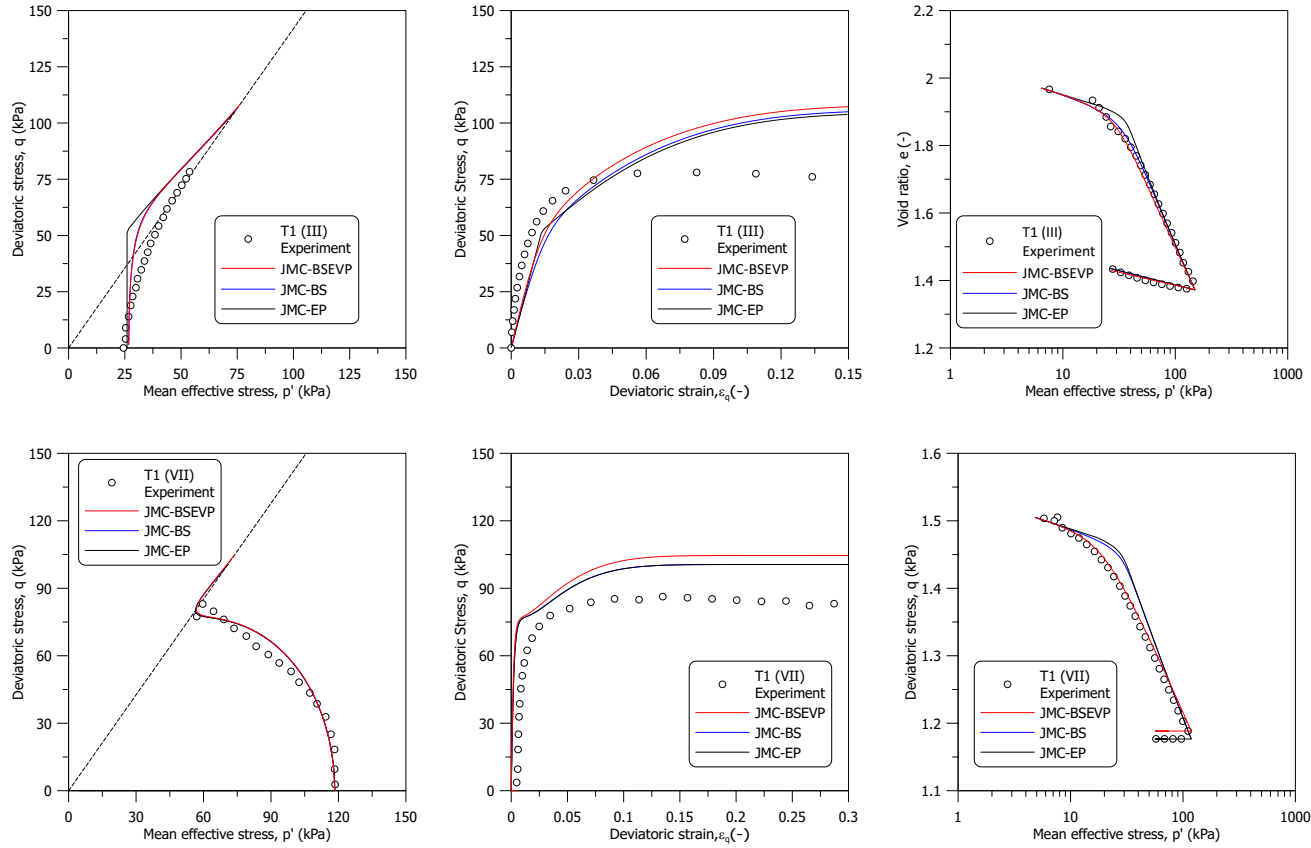 150
125
100
75
50
25
0
Deviatoric stress, q (kPa)
T1 (III)
Experiment
JMC-BSEVP
JMC-BS
JMC-EP
0 25 50 75 100 125 150
Mean effective stress, p' (kPa)
150
125
100
75
50
25
0
Deviatoric Stress, q (kPa)
T1 (III)
Experiment
JMC-BSEVP
JMC-BS
JMC-EP
0 0.03 0.06 0.09 0.12 0.15
Deviatoric strain,εq(-)
2.2
2
1.8
1.6
1.4
1.2
Void ratio, e (-)
T1 (III)
Experiment
JMC-BSEVP
JMC-BS
JMC-EP
1 10 100 1000
Mean effective stress, p' (kPa)
150
120
90
60
30
0
Deviatoric stress, q (kPa)
T1 (VII)
Experiment
JMC-BSEVP
JMC-BS
JMC-EP
0 30 60 90 120 150
Mean effective stress, p' (kPa)
150
120
90
60
30
0
Deviatoric Stress, q (kPa)
T1 (VII)
Experiment
JMC-BSEVP
JMC-BS
JMC-EP
0 0.05 0.1 0.15 0.2 0.25 0.3
Deviatoric strain,εq(-)
1.6
1.5
1.4
1.3
1.2
1.1
Deviatoric stress, q (kPa)
T1 (VII)
Experiment
JMC-BSEVP
JMC-BS
JMC-EP
1 10 100 1000
Mean effective stress, p' (kPa)